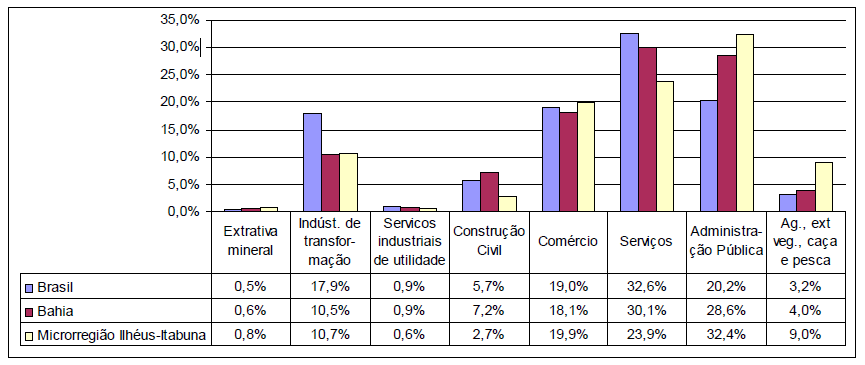 35,0%
30,0%
25,0%
20,0%
15,0%
10,0%
5,0%
0,0%
Extrativa
mineral
Indúst. de
transfor-
mação
Servicos
industriais
de utilidade
Construção
Civil
Comércio
Serviços
Administra-
ção Pública
Ag., ext
veg., caça
e pesca
Brasil 0,5% 17,9% 0,9% 5,7% 19,0% 32,6% 20,2% 3,2%
Bahia 0,6% 10,5% 0,9% 7,2% 18,1% 30,1% 28,6% 4,0%
Microrregião Ilhéus-Itabuna 0,8% 10,7% 0,6% 2,7% 19,9% 23,9% 32,4% 9,0%